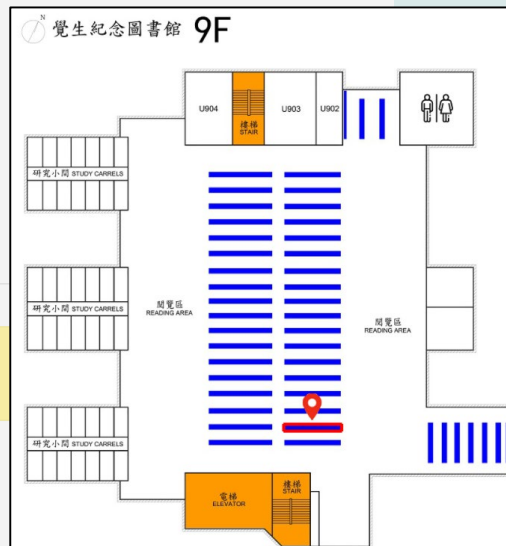 N
覺生紀念圖書館 9F
U904
樓梯
STAIR
U903
U902
研究小間 STUDY CARRELS
研究小間 STUDY CARRELS
閱覽區
READING AREA
閱覽區
READING AREA
研究小間 STUDY CARRELS
電梯
ELEVATOR
樓梯
STAIR